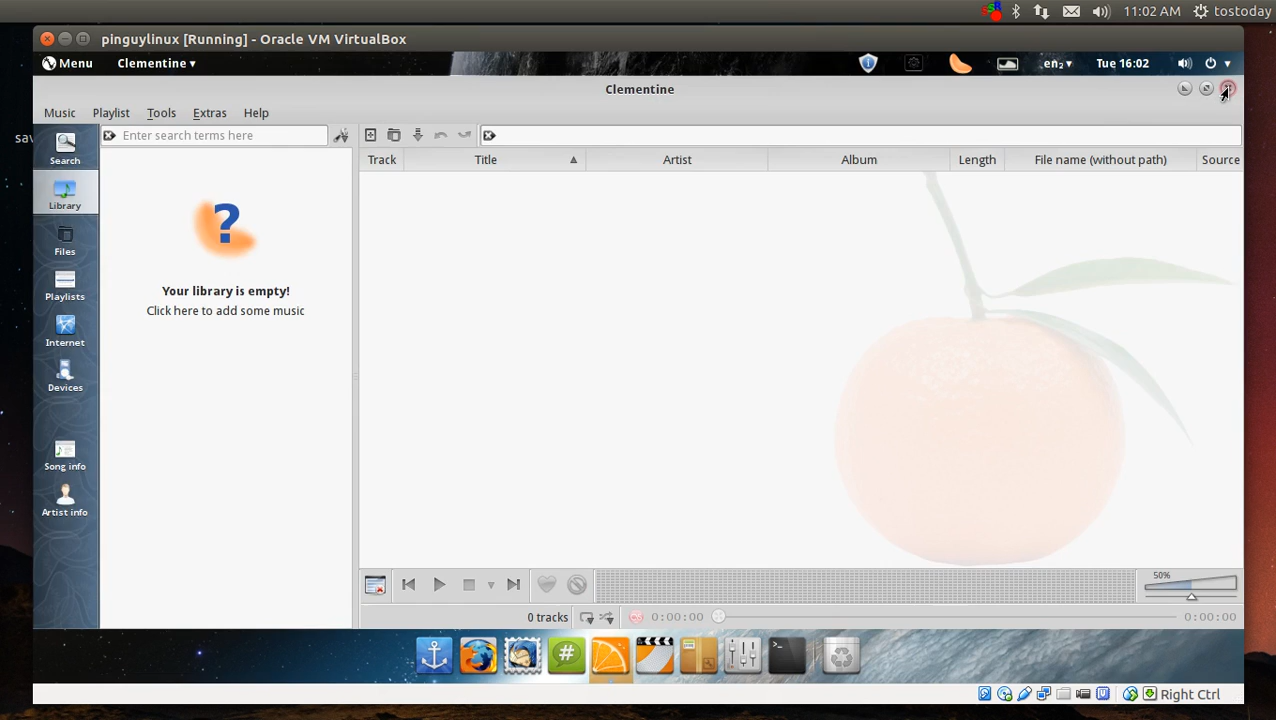 11:02 AM tostoday
pinguylinux [Running] - Oracle VM VirtualBox
Menu Clementine en2 Tue 16:02
Clementine
Music Playlist Tools Extras Help
Enter search terms here
Search
Track Title Artist Album Length File name (without path) Source
Library
Files
Your library is empty!
Click here to add some music
Playlists
Internet
Devices
Song info
Artist info
50%
0 tracks 0:00:00 0:00:00
Right Ctrl